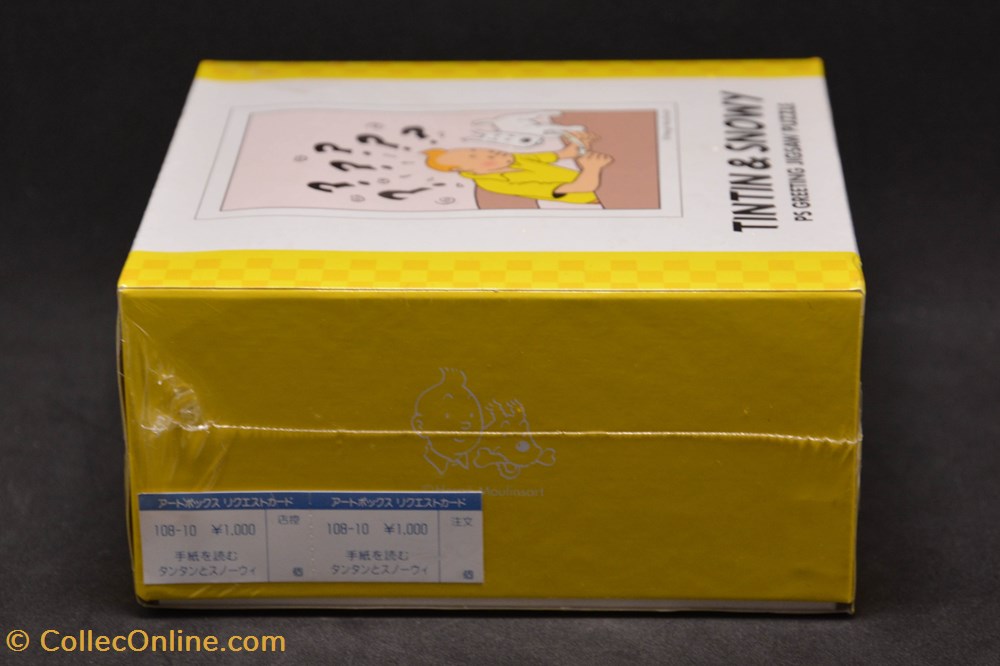 TINTIN & SNOWY
PS GREETING JIGSAW PUZZLE
Moulinsart
アートボックス リクエストカード
108-10 ¥1,000
手紙を読む
タンタンとスノーウィ
アートボックス リクエストカード
108-10 ¥1,000
注文
手紙を読む
タンタンとスノーウィ
© CollecOnline.com